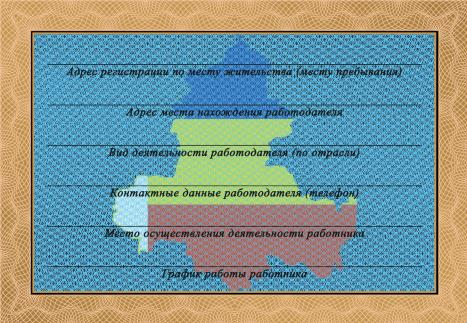 Адрес регистрации по месту жительства (месту пребывания)
Адрес места нахождения работодателя
Вид деятельности работодателя (по отрасли)
Контактные данные работодателя (телефон)
Место осуществления деятельности работника
График работы работника